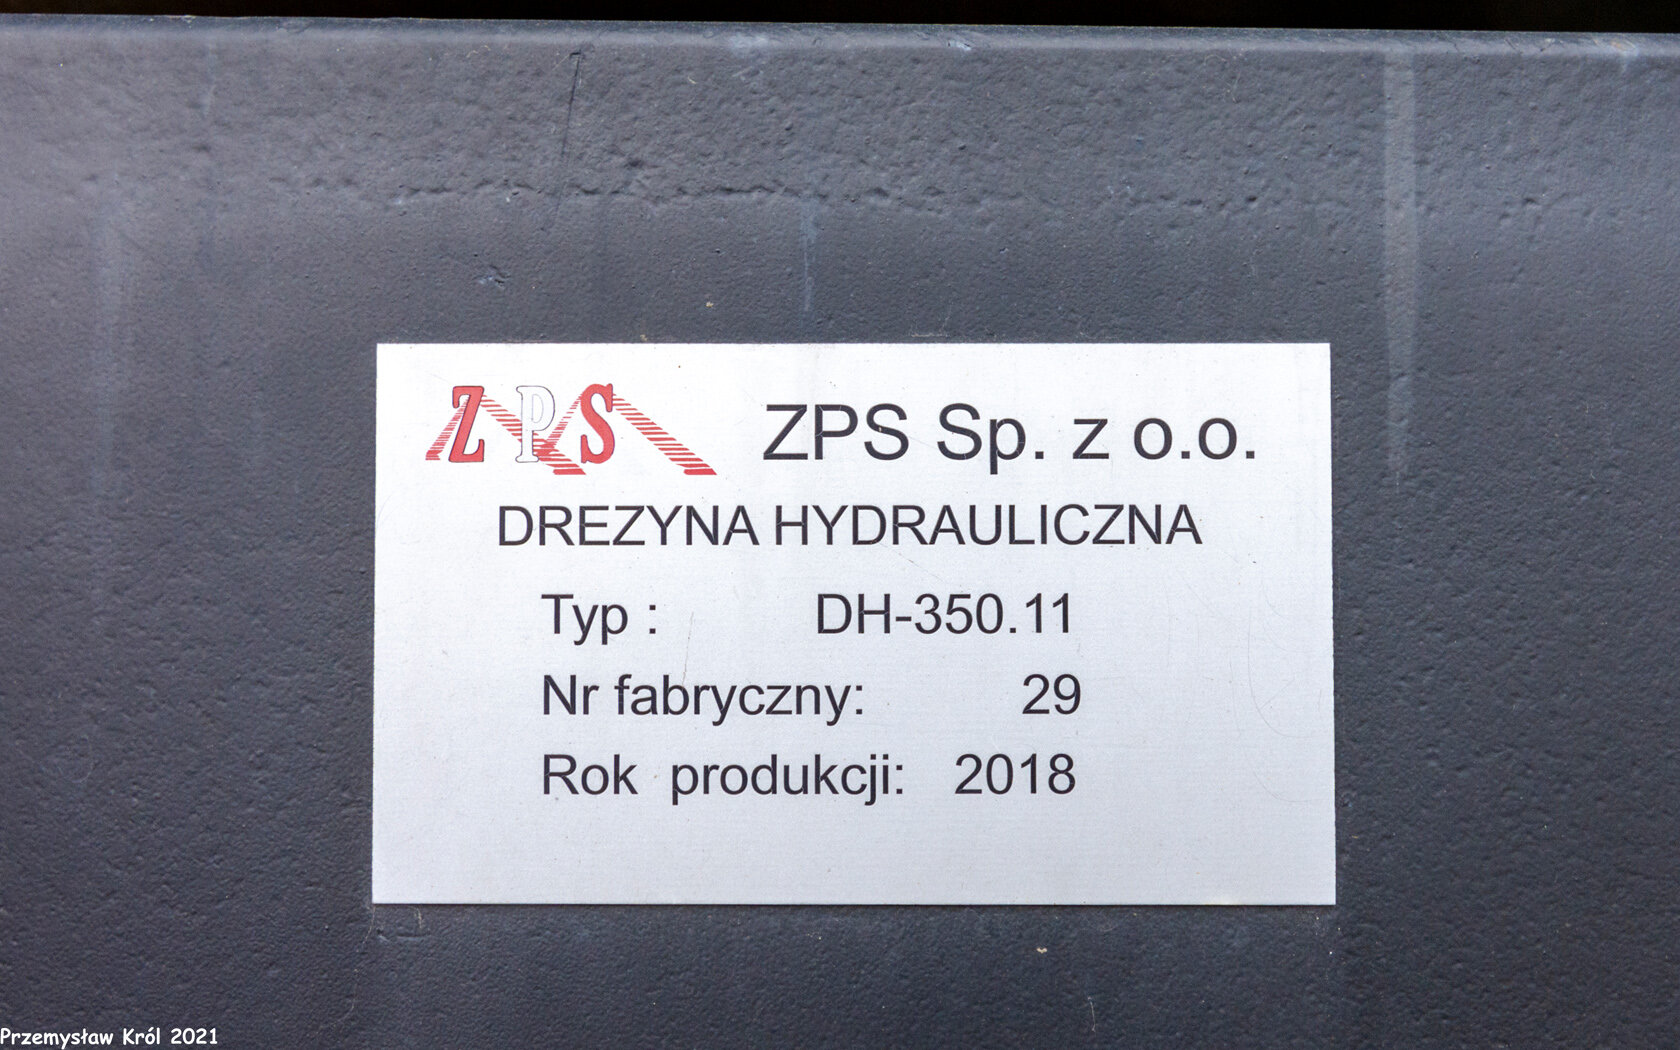 ZPS ZPS Sp. z o.o.
DREZYNA HYDRAULICZNA
Typ : DH-350.11
Nr fabryczny: 29
Rok produkcji: 2018
Przemysław Król 2021